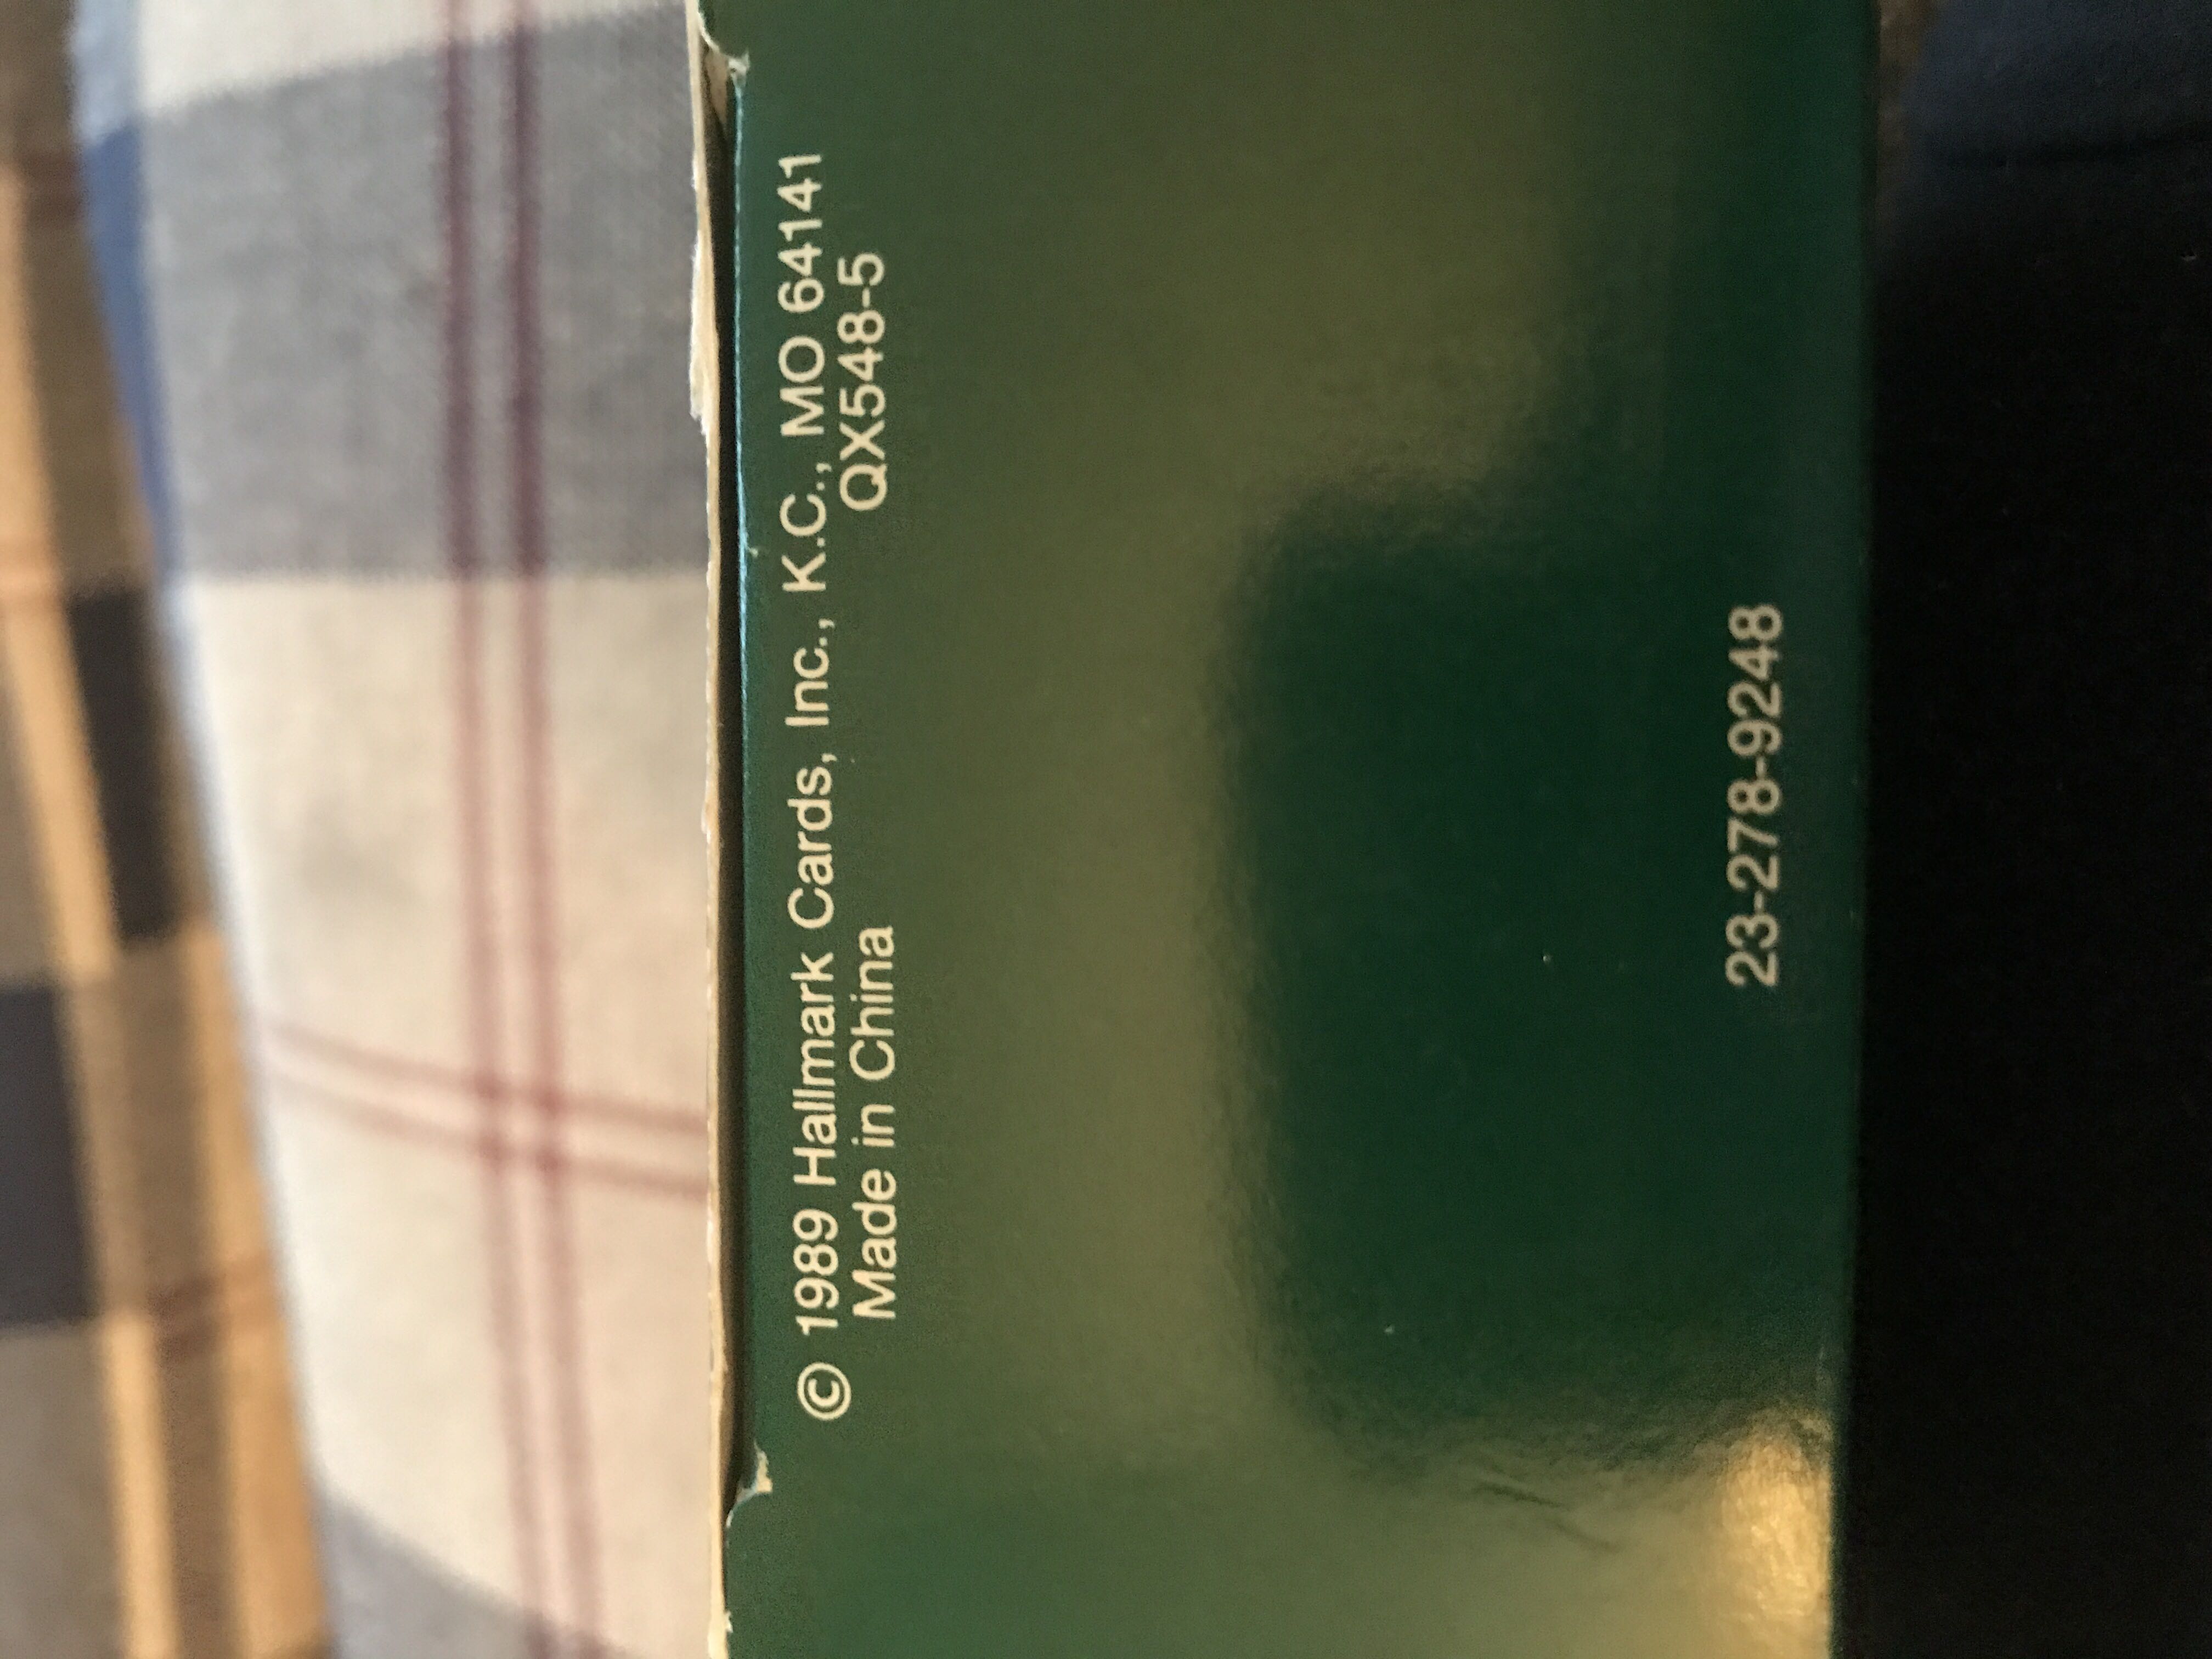 © 1989 Hallmark Cards, Inc., K.C., MO 64141
Made in China QX548-5
23-278-9248